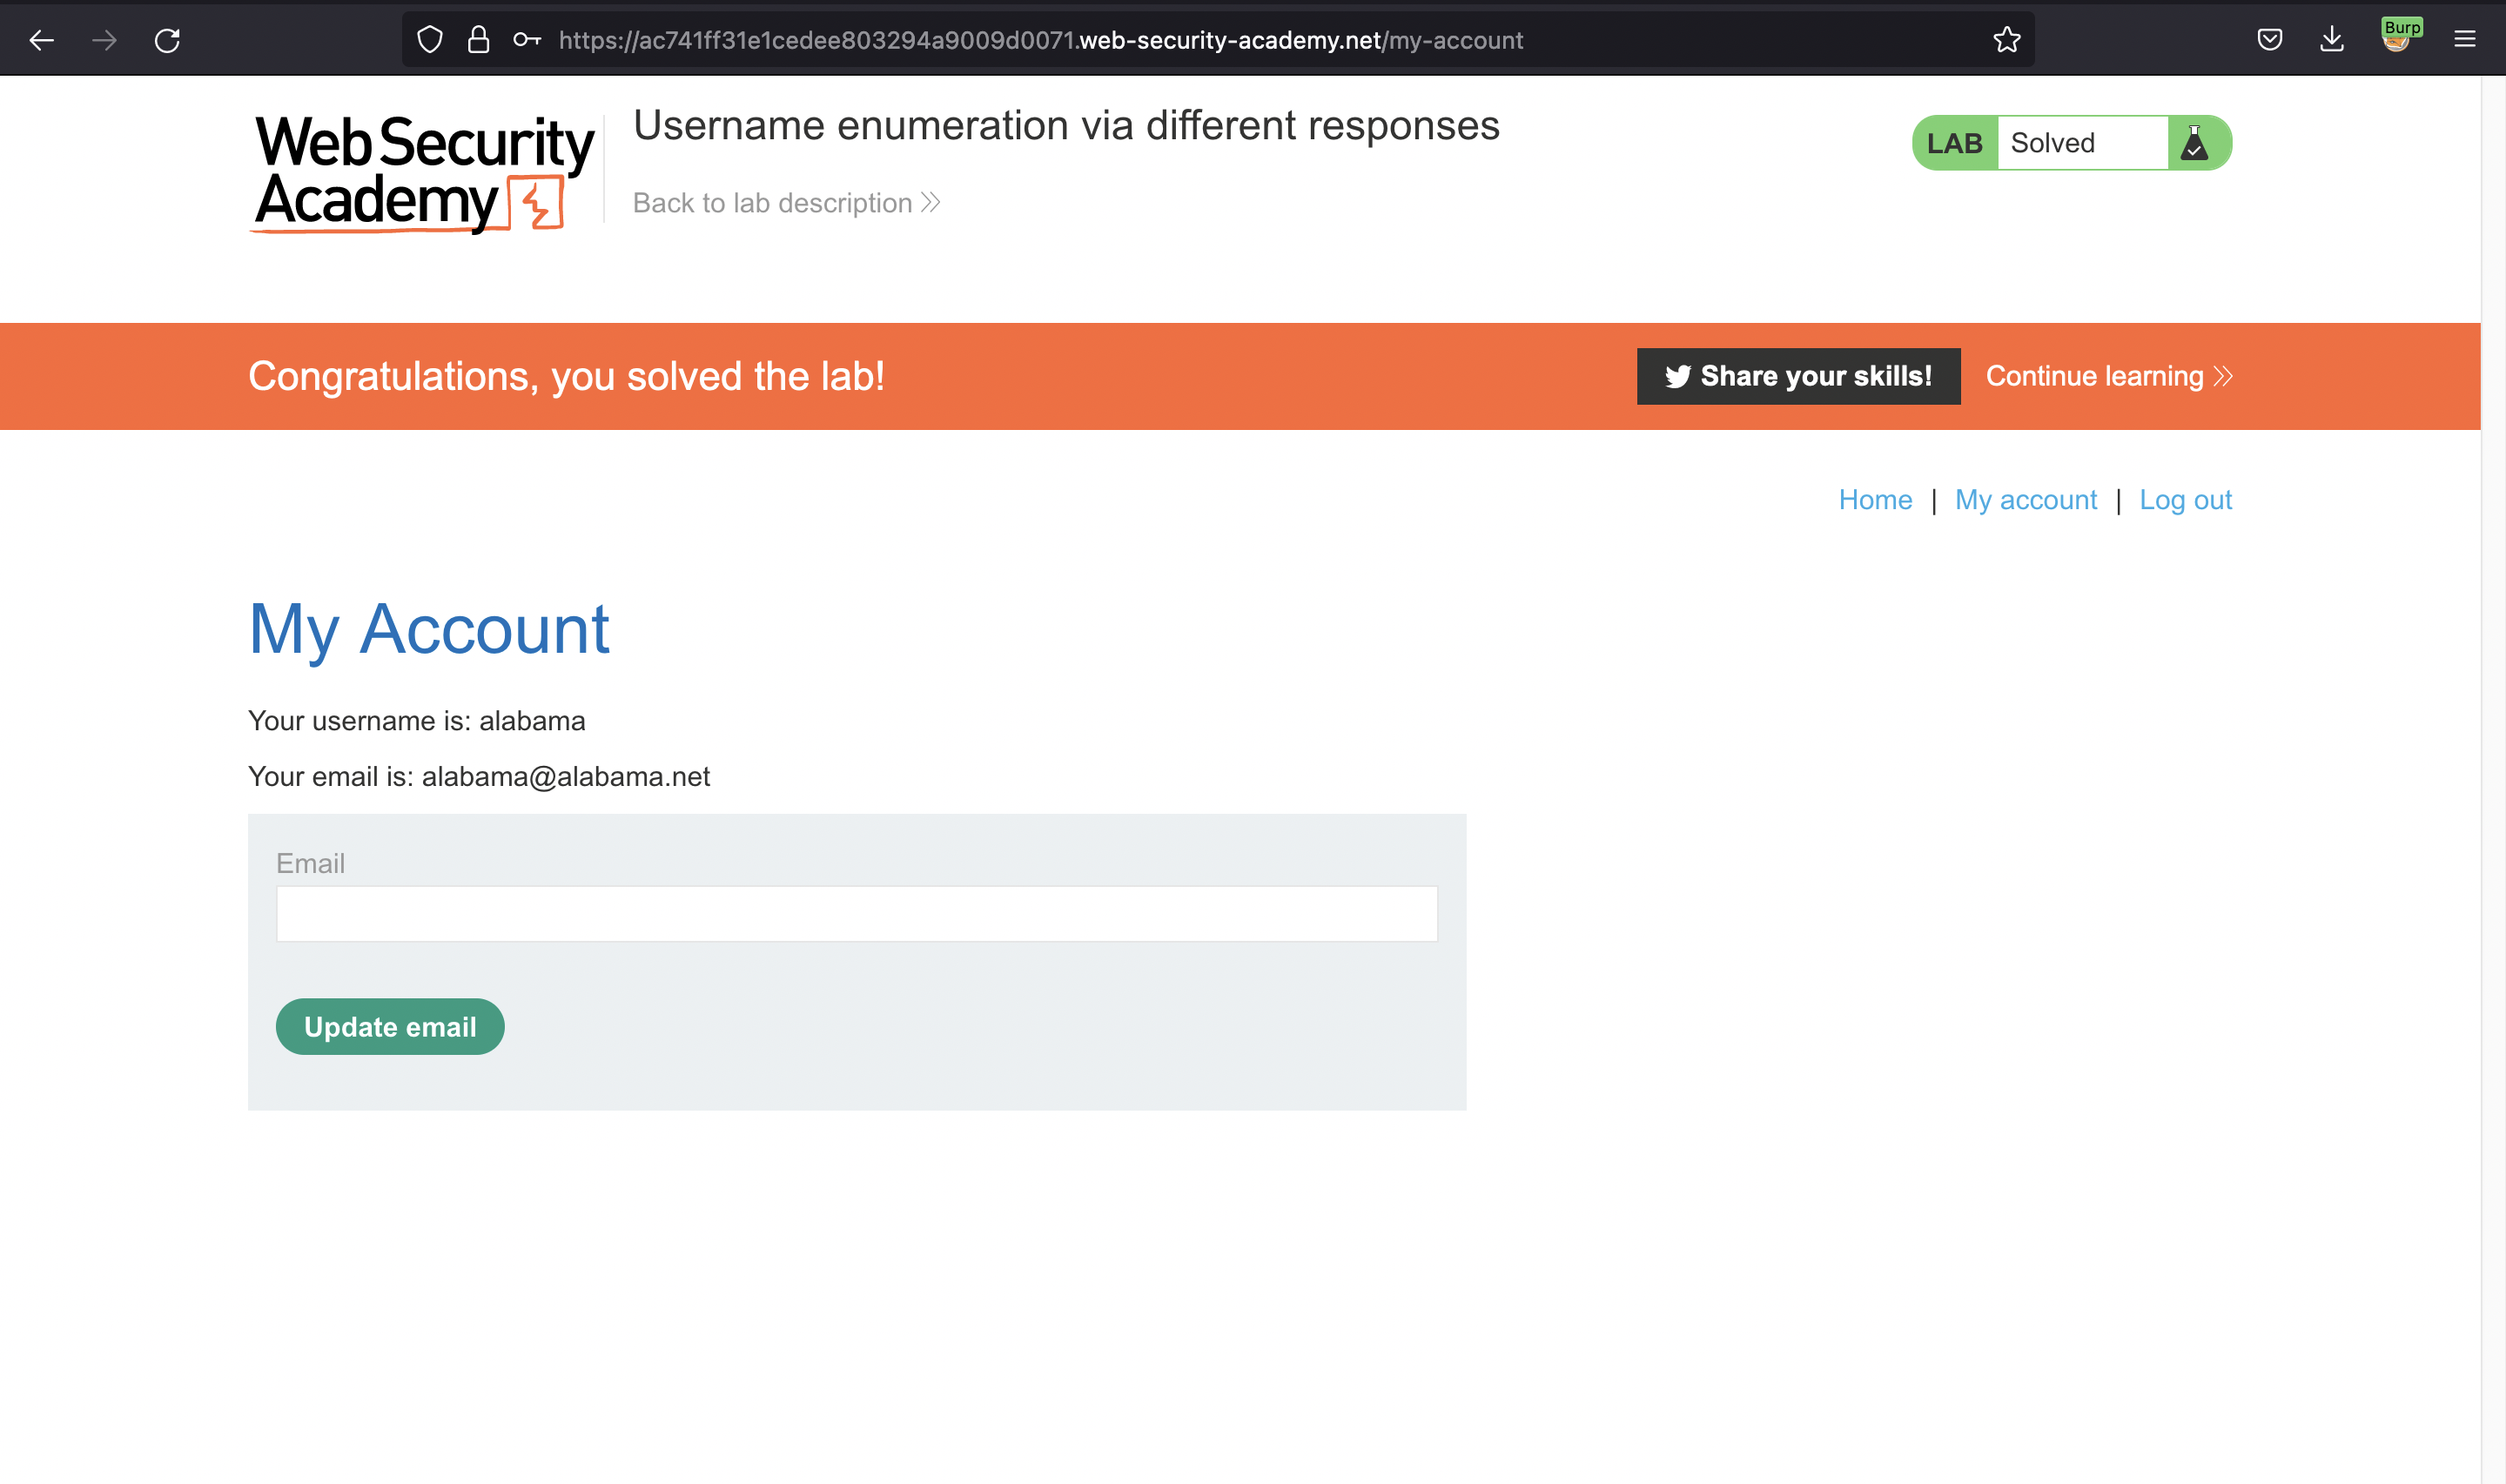 https://ac741ff31e1cedee803294a9009d0071.web-security-academy.net/my-account
Burp
Web Security
Academy
Username enumeration via different responses
Back to lab description
LAB Solved
Congratulations, you solved the lab!
Share your skills!
Continue learning
Home | My account | Log out
My Account
Your username is: alabama
Your email is: alabama@alabama.net
Email
Update email